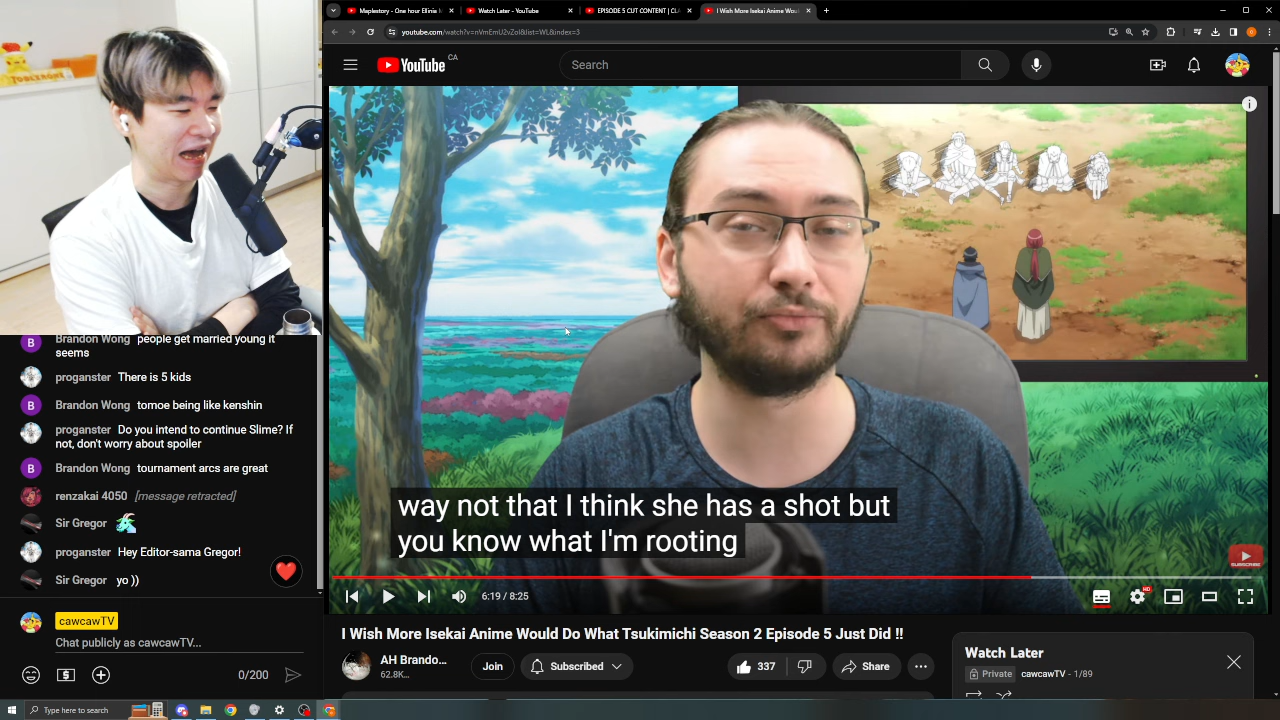 Maplestory - One hour Ellinia
Watch Later - YouTube
EPISODE 5 CUT CONTENT |
I Wish More Isekai Anime Wou
youtube.com/watch?v=nVmEmU2vZoI&list=WL&index=3
YouTube CA
Search
way not that I think she has a shot but
you know what I'm rooting
SUBSCRIBE
6:19 / 8:25
HD
I Wish More Isekai Anime Would Do What Tsukimichi Season 2 Episode 5 Just Did !!
AH Brando...
62.8K...
Join
Subscribed
337
Share
Watch Later
Private
cawcawTV - 1/89
B
Brandon Wong people get married young it
seems
proganster There is 5 kids
B
Brandon Wong tomoe being like kenshin
proganster Do you intend to continue Slime? If
not, don't worry about spoiler
B
Brandon Wong tournament arcs are great
renzakai 4050 [message retracted]
Sir Gregor
proganster Hey Editor-sama Gregor!
Sir Gregor yo ))
cawcawTV
Chat publicly as cawcawTV...
0/200
Type here to search